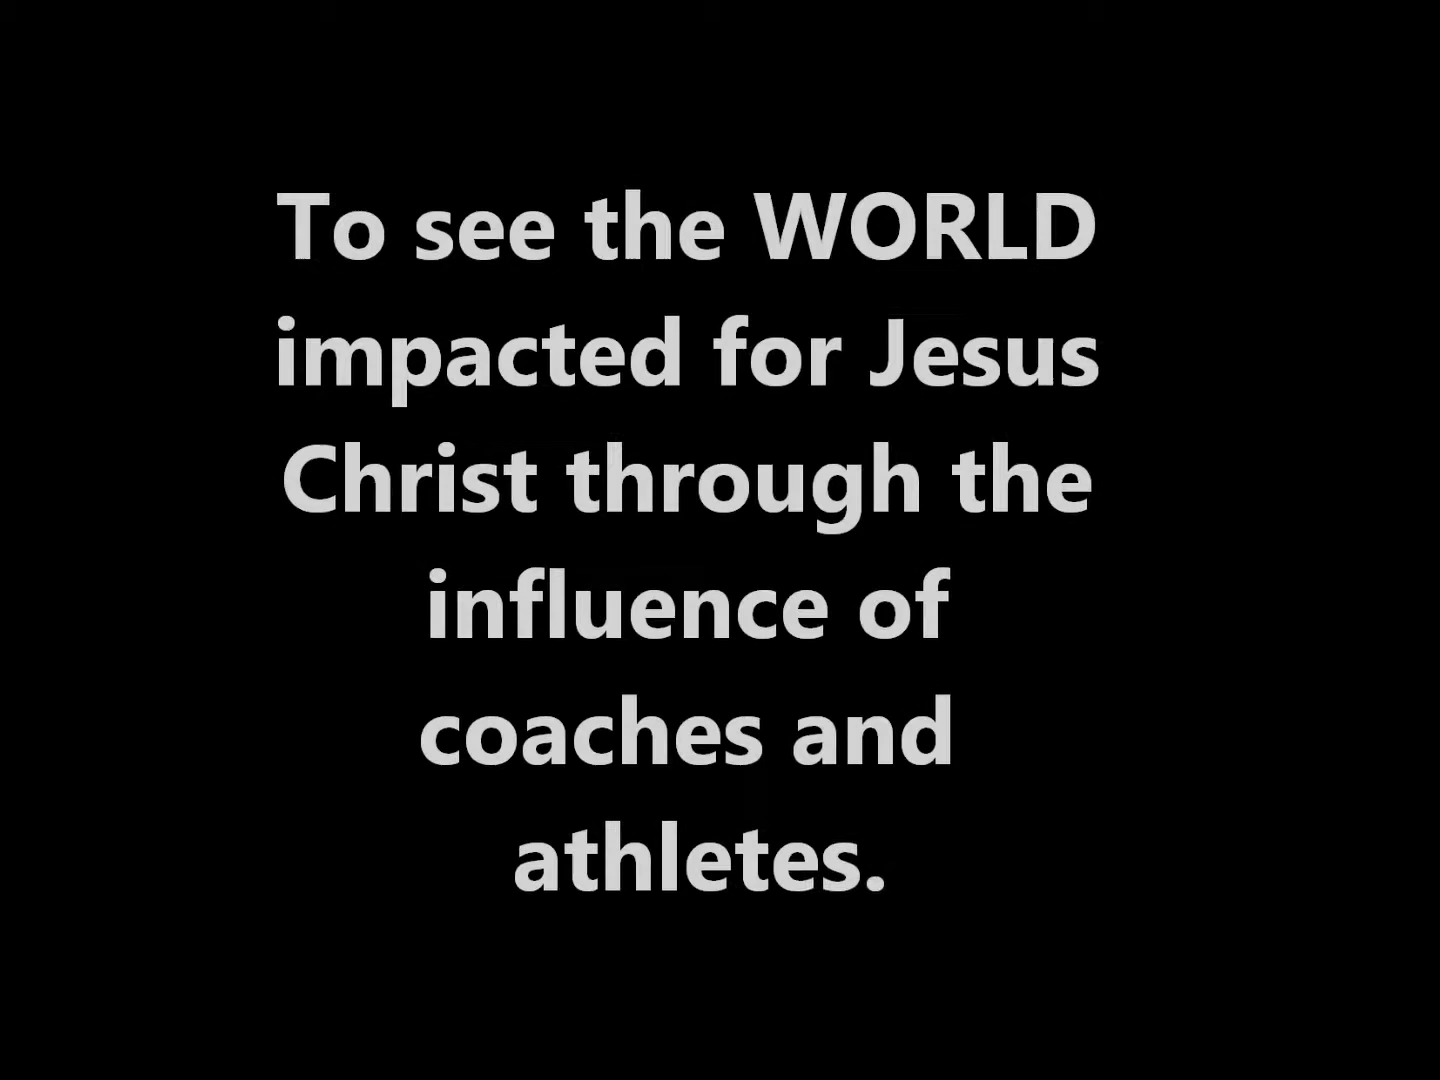 To see the WORLD
impacted for Jesus
Christ through the
influence of
coaches and
athletes.